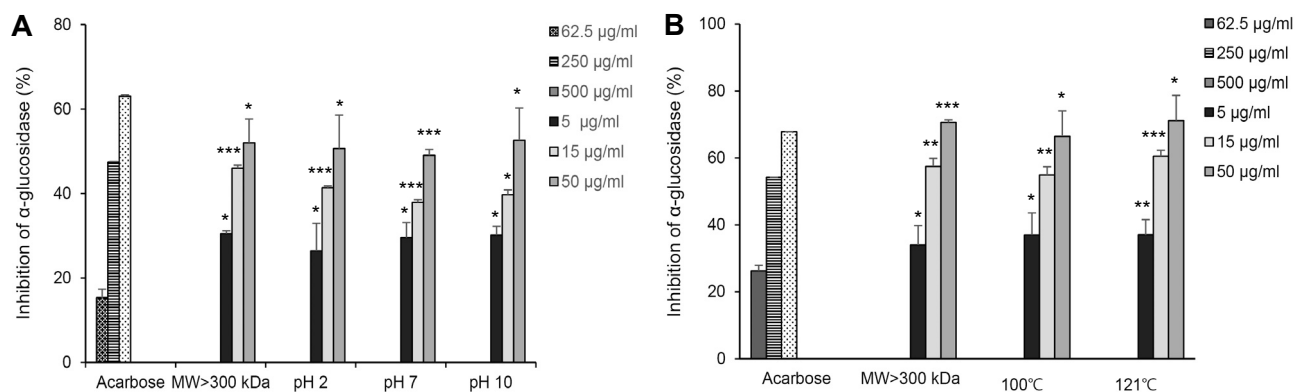 A
Inhibition of α-glucosidase (%)
80
60
40
20
0
* *** *
* *** *
* *** ***
* * *
Acarbose MW>300 kDa pH 2 pH 7 pH 10
62.5 µg/ml
250 µg/ml
500 µg/ml
5 µg/ml
15 µg/ml
50 µg/ml
B
Inhibition of α-glucosidase (%)
100
80
60
40
20
0
* ** ***
* ** *
** *** *
Acarbose MW>300 kDa 100℃ 121℃
62.5 µg/ml
250 µg/ml
500 µg/ml
5 µg/ml
15 µg/ml
50 µg/ml